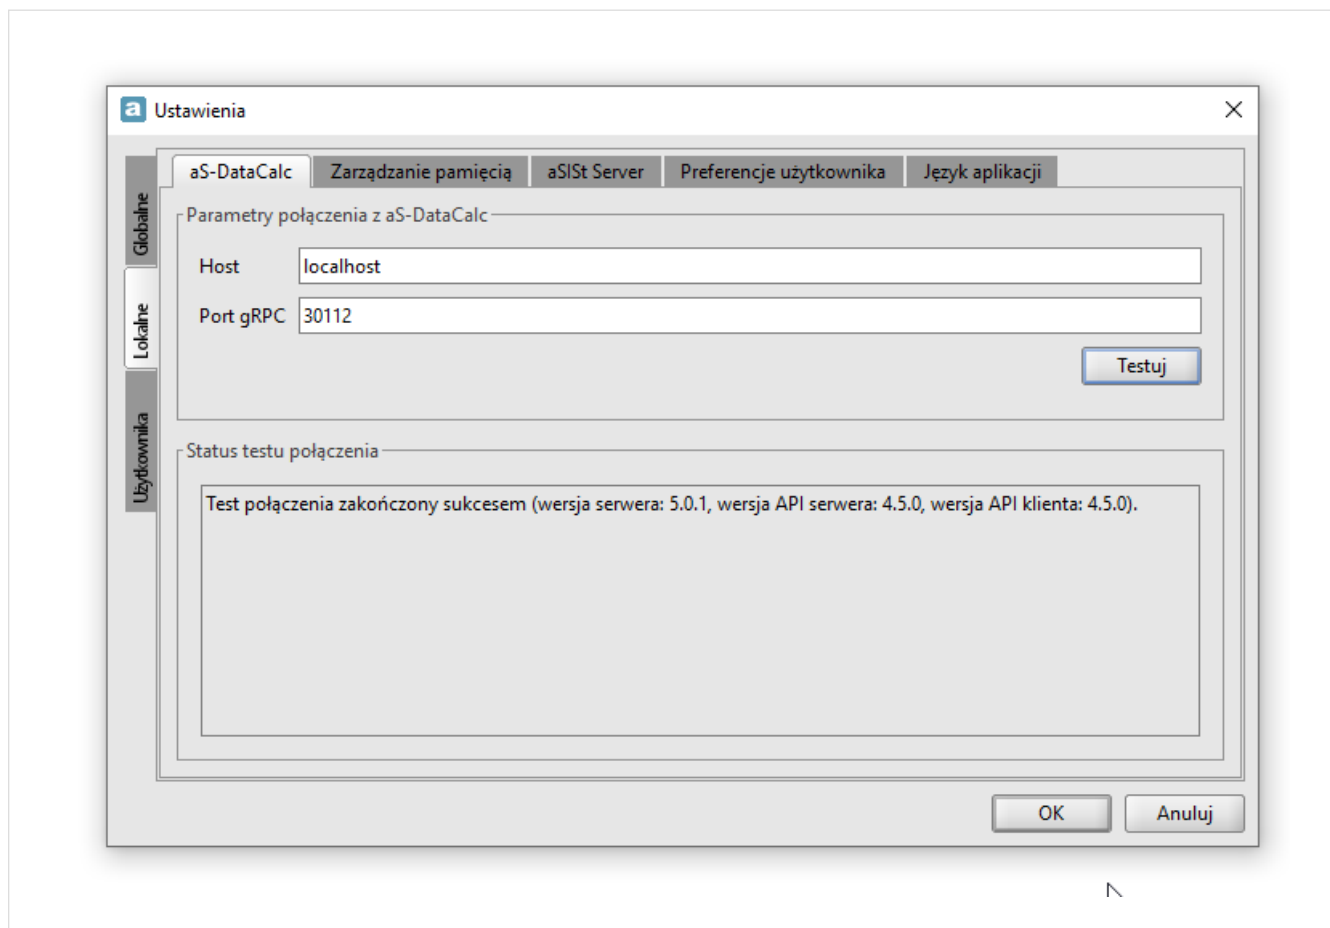 a Ustawienia
aS-DataCalc Zarządzanie pamięcią aSISt Server Preferencje użytkownika Język aplikacji
Globalne
Lokalne
Użytkownika
Parametry połączenia z aS-DataCalc
Host localhost
Port gRPC 30112
Testuj
Status testu połączenia
Test połączenia zakończony sukcesem (wersja serwera: 5.0.1, wersja API serwera: 4.5.0, wersja API klienta: 4.5.0).
OK Anuluj